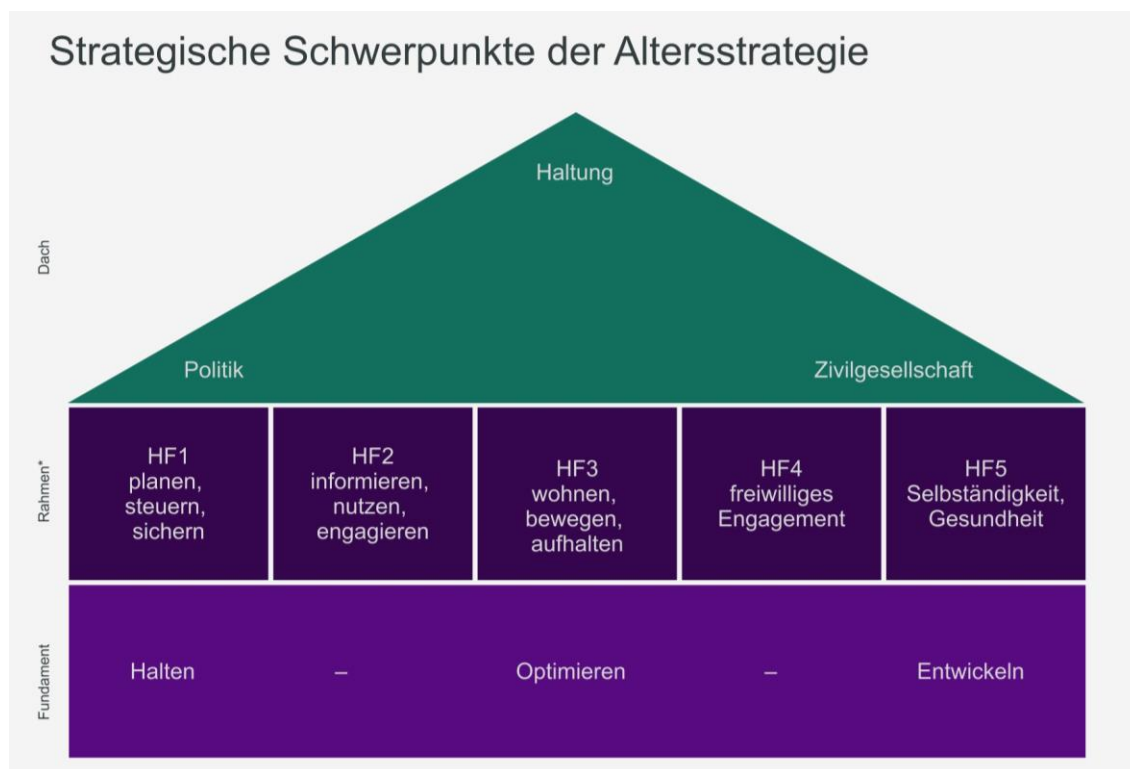 Strategische Schwerpunkte der Altersstrategie
Dach
Haltung
Politik
Zivilgesellschaft
Rahmen*
HF1
planen,
steuern,
sichern
HF2
informieren,
nutzen,
engagieren
HF3
wohnen,
bewegen,
aufhalten
HF4
freiwilliges
Engagement
HF5
Selbständigkeit,
Gesundheit
Fundament
Halten – Optimieren – Entwickeln